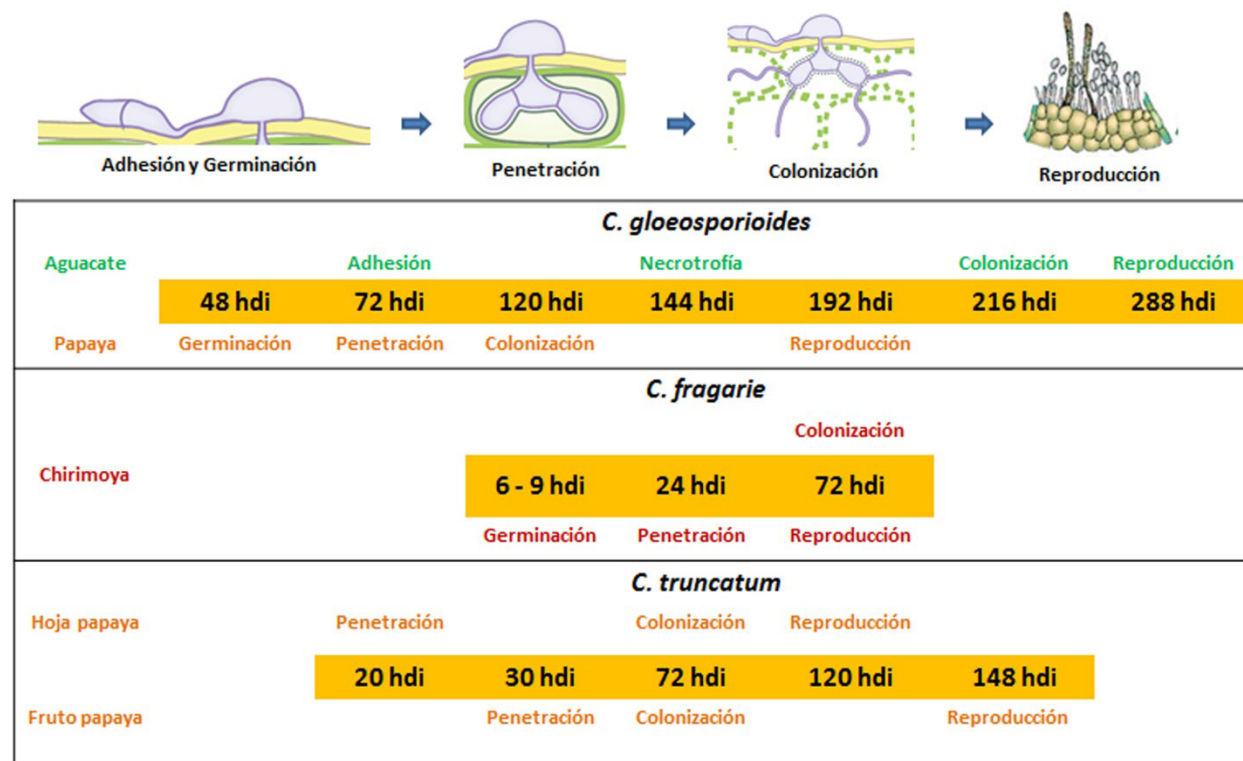 Adhesión y Germinación
Penetración
Colonización
Reproducción
C. gloeosporioides
Aguacate Adhesión Necrotrofía Colonización Reproducción
48 hdi 72 hdi 120 hdi 144 hdi 192 hdi 216 hdi 288 hdi
Papaya Germinación Penetración Colonización Reproducción
C. fragarie
Colonización
Chirimoya
6 - 9 hdi 24 hdi 72 hdi
Germinación Penetración Reproducción
C. truncatum
Hoja papaya Penetración Colonización Reproducción
20 hdi 30 hdi 72 hdi 120 hdi 148 hdi
Fruto papaya Penetración Colonización Reproducción